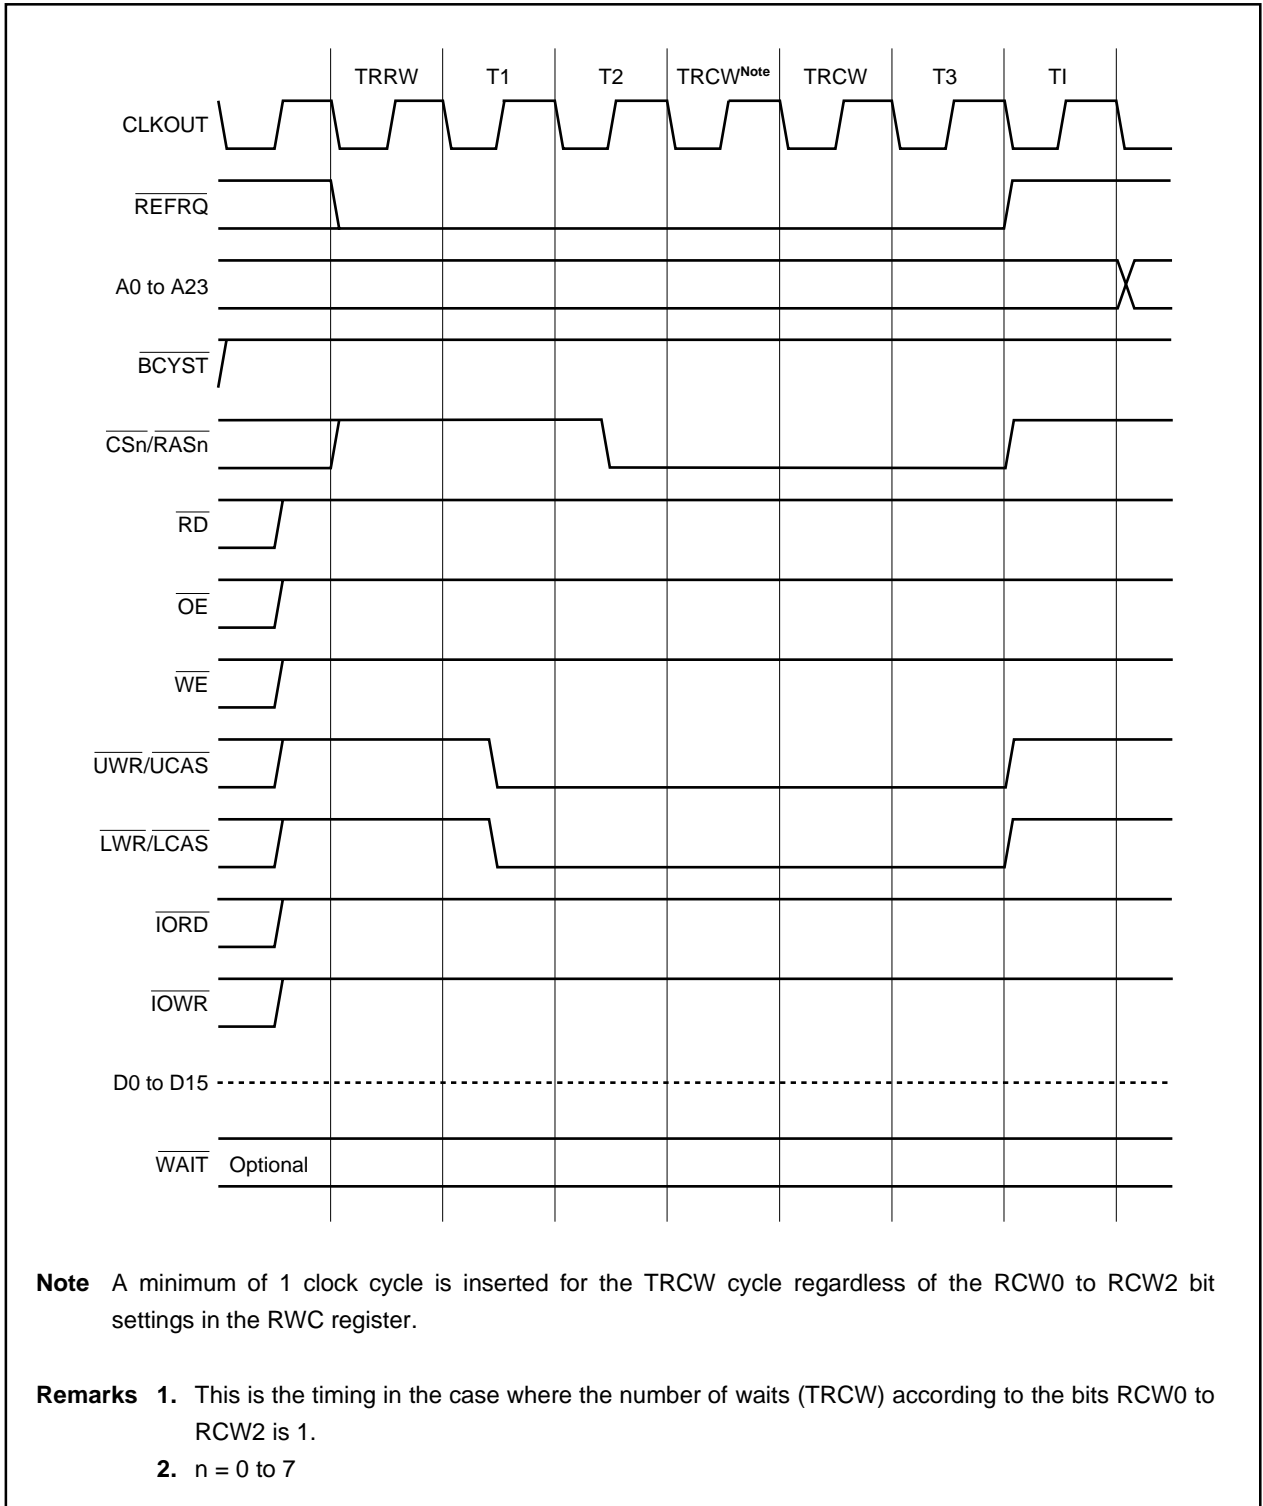 TRRW T1 T2 TRCWNote TRCW T3 TI
CLKOUT
REFRQ
A0 to A23
BCYST
CSn/RASn
RD
OE
WE
UWR/UCAS
LWR/LCAS
IORD
IOWR
D0 to D15
WAIT Optional
Note A minimum of 1 clock cycle is inserted for the TRCW cycle regardless of the RCW0 to RCW2 bit
settings in the RWC register.
Remarks 1. This is the timing in the case where the number of waits (TRCW) according to the bits RCW0 to
RCW2 is 1.
2. n = 0 to 7